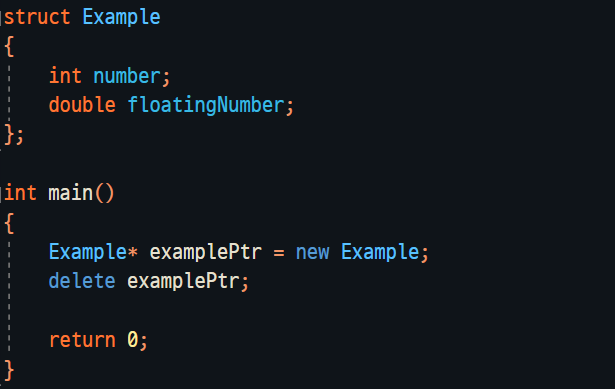 struct Example
{
    int number;
    double floatingNumber;
};

int main()
{
    Example* examplePtr = new Example;
    delete examplePtr;

    return 0;
}